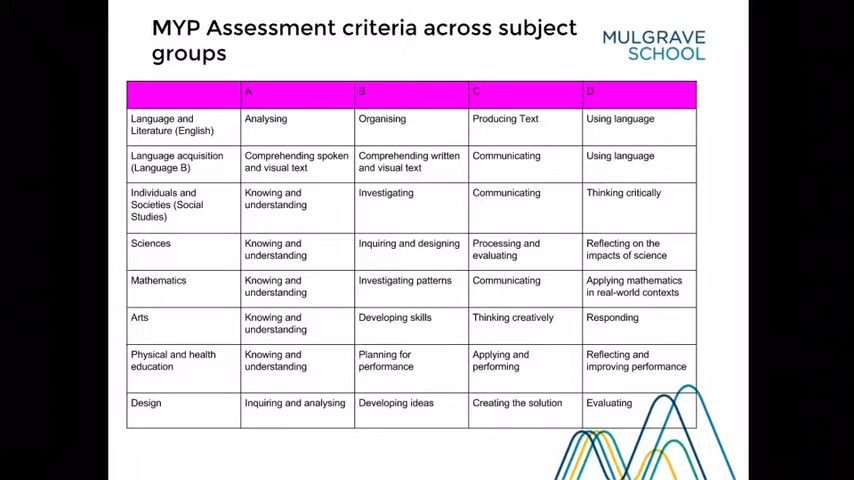 MYP Assessment criteria across subject
groups
MULGRAVE
SCHOOL
A
B
C
D
Language and
Literature (English)
Analysing
Organising
Producing Text
Using language
Language acquisition
(Language B)
Comprehending spoken
and visual text
Comprehending written
and visual text
Communicating
Using language
Individuals and
Societies (Social
Studies)
Knowing and
understanding
Investigating
Communicating
Thinking critically
Sciences
Knowing and
understanding
Inquiring and designing
Processing and
evaluating
Reflecting on the
impacts of science
Mathematics
Knowing and
understanding
Investigating patterns
Communicating
Applying mathematics
in real-world contexts
Arts
Knowing and
understanding
Developing skills
Thinking creatively
Responding
Physical and health
education
Knowing and
understanding
Planning for
performance
Applying and
performing
Reflecting and
improving performance
Design
Inquiring and analysing
Developing ideas
Creating the solution
Evaluating